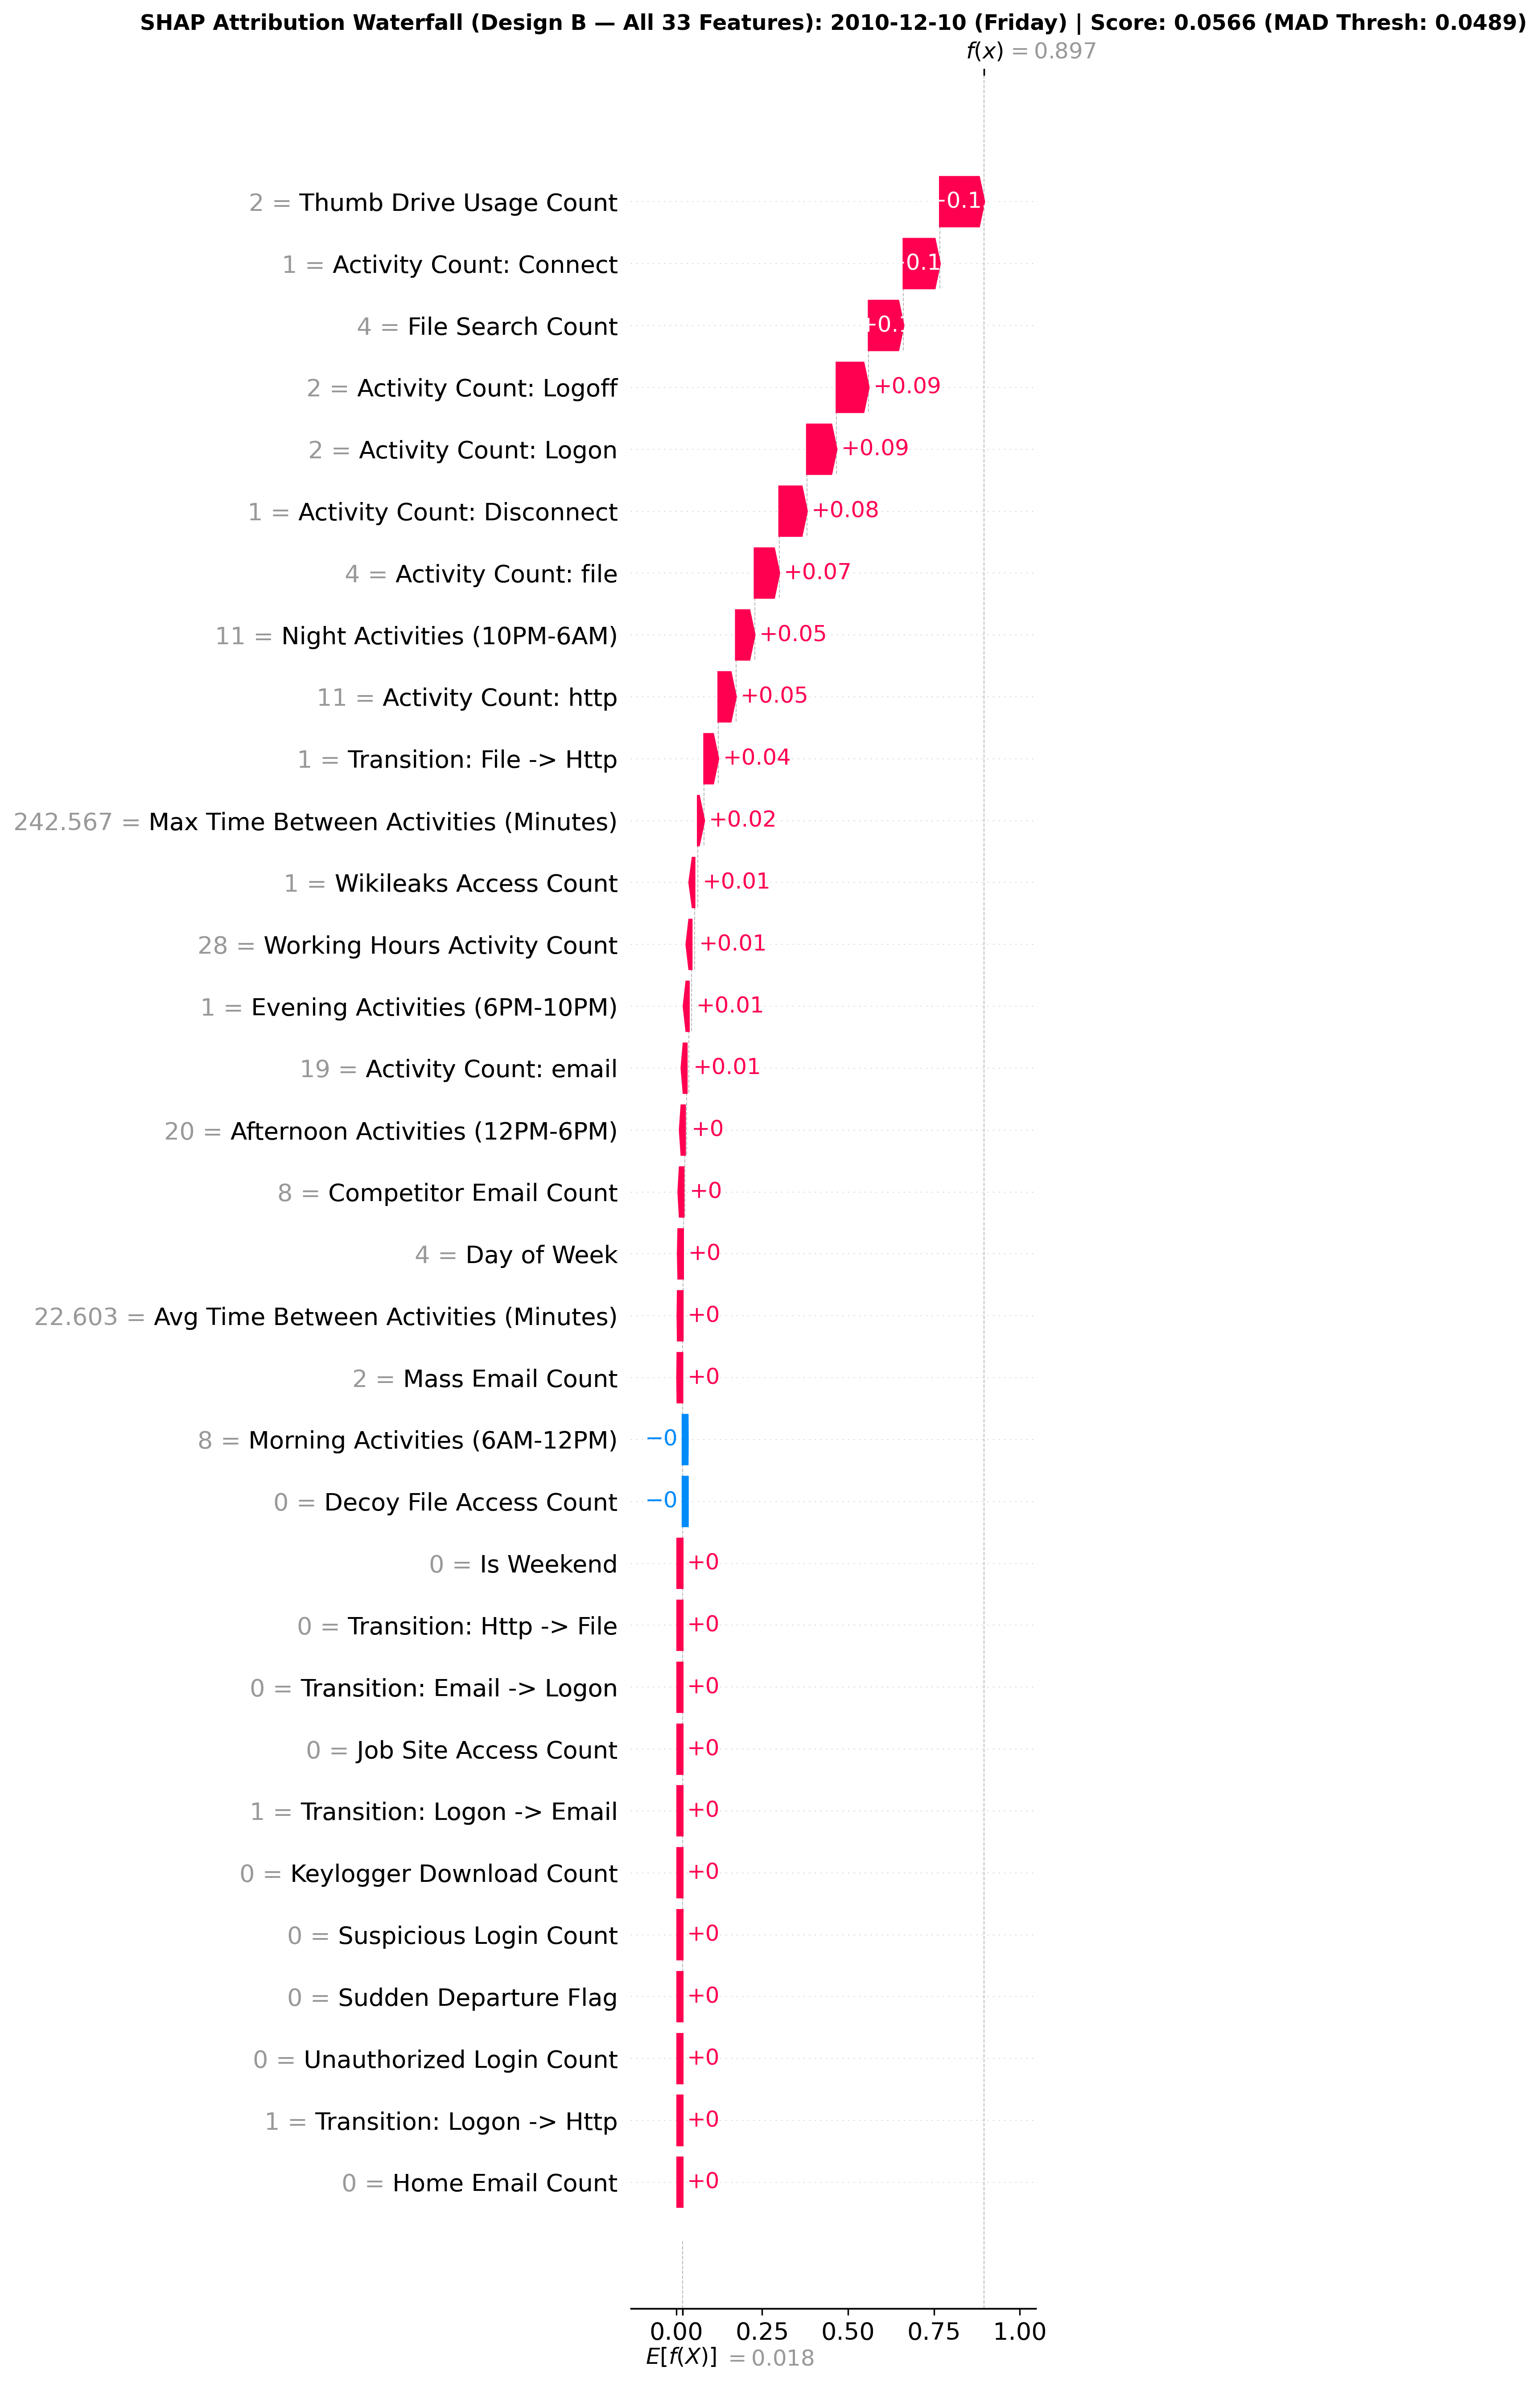 SHAP Attribution Waterfall (Design B — All 33 Features): 2010-12-10 (Friday) | Score: 0.0566 (MAD Thresh: 0.0489)
f(x) = 0.897
2 = Thumb Drive Usage Count
1 = Activity Count: Connect
4 = File Search Count
2 = Activity Count: Logoff +0.09
2 = Activity Count: Logon +0.09
1 = Activity Count: Disconnect +0.08
4 = Activity Count: file +0.07
11 = Night Activities (10PM-6AM) +0.05
11 = Activity Count: http +0.05
1 = Transition: File -> Http +0.04
242.567 = Max Time Between Activities (Minutes) +0.02
1 = Wikileaks Access Count +0.01
28 = Working Hours Activity Count +0.01
1 = Evening Activities (6PM-10PM) +0.01
19 = Activity Count: email +0.01
20 = Afternoon Activities (12PM-6PM) +0
8 = Competitor Email Count +0
4 = Day of Week +0
22.603 = Avg Time Between Activities (Minutes) +0
2 = Mass Email Count +0
8 = Morning Activities (6AM-12PM) −0
0 = Decoy File Access Count −0
0 = Is Weekend +0
0 = Transition: Http -> File +0
0 = Transition: Email -> Logon +0
0 = Job Site Access Count +0
1 = Transition: Logon -> Email +0
0 = Keylogger Download Count +0
0 = Suspicious Login Count +0
0 = Sudden Departure Flag +0
0 = Unauthorized Login Count +0
1 = Transition: Logon -> Http +0
0 = Home Email Count +0
0.00 0.25 0.50 0.75 1.00
E[f(X)] = 0.018